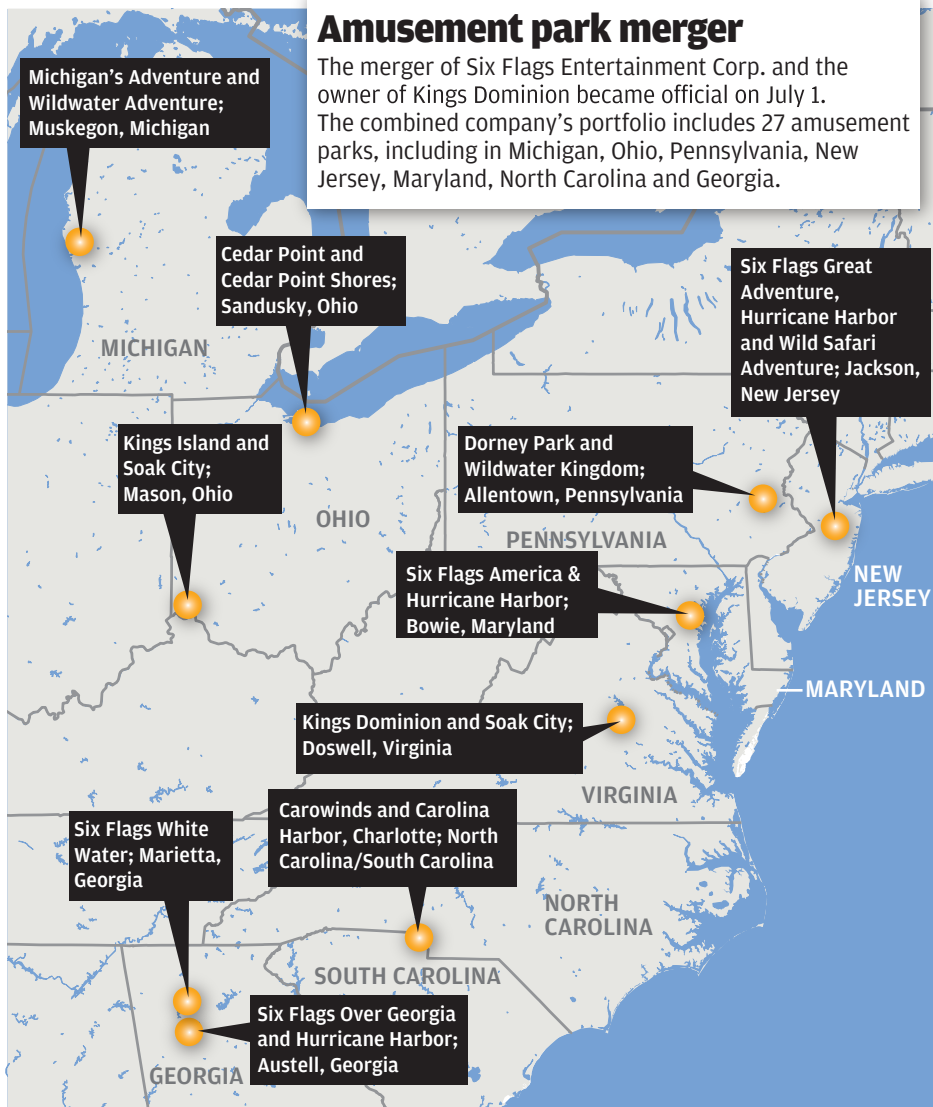 Amusement park merger
The merger of Six Flags Entertainment Corp. and the
owner of Kings Dominion became official on July 1.
The combined company's portfolio includes 27 amusement
parks, including in Michigan, Ohio, Pennsylvania, New
Jersey, Maryland, North Carolina and Georgia.
Michigan's Adventure and
Wildwater Adventure;
Muskegon, Michigan
Cedar Point and
Cedar Point Shores;
Sandusky, Ohio
Six Flags Great
Adventure,
Hurricane Harbor
and Wild Safari
Adventure; Jackson,
New Jersey
MICHIGAN
Kings Island and
Soak City;
Mason, Ohio
Dorney Park and
Wildwater Kingdom;
Allentown, Pennsylvania
OHIO
PENNSYLVANIA
Six Flags America &
Hurricane Harbor;
Bowie, Maryland
NEW
JERSEY
MARYLAND
Kings Dominion and Soak City;
Doswell, Virginia
VIRGINIA
Carowinds and Carolina
Harbor, Charlotte; North
Carolina/South Carolina
Six Flags White
Water; Marietta,
Georgia
NORTH
CAROLINA
SOUTH CAROLINA
Six Flags Over Georgia
and Hurricane Harbor;
Austell, Georgia
GEORGIA